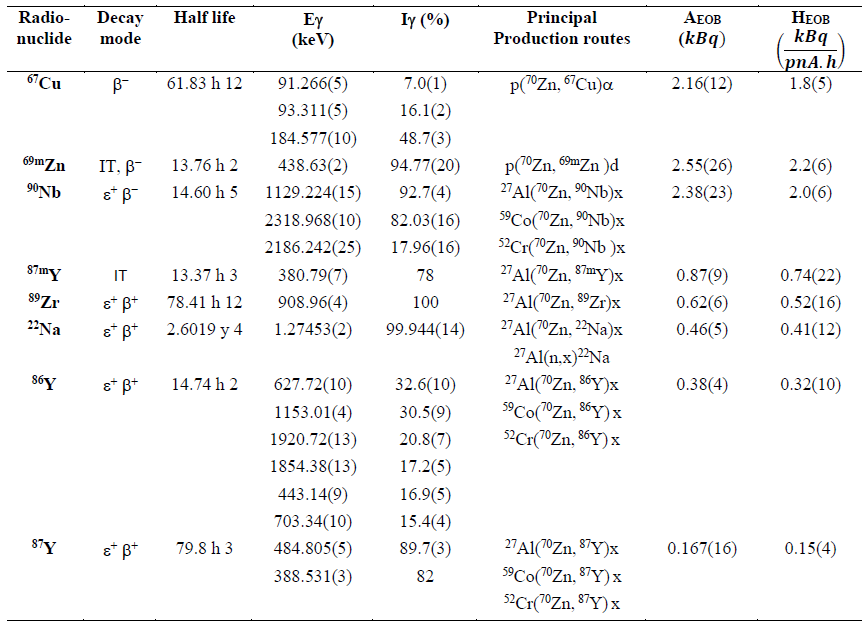 Radio-nuclide Decay mode Half life Eγ (keV) Iγ (%) Principal Production routes A_EOB (kBq) H_EOB (kBq/pnA.h)
⁶⁷Cu β⁻ 61.83 h 12 91.266(5) 7.0(1) p(⁷⁰Zn, ⁶⁷Cu)α 2.16(12) 1.8(5)
93.311(5) 16.1(2)
184.577(10) 48.7(3)
⁶⁹ᵐZn IT, β⁻ 13.76 h 2 438.63(2) 94.77(20) p(⁷⁰Zn, ⁶⁹ᵐZn )d 2.55(26) 2.2(6)
⁹⁰Nb ε⁺ β⁻ 14.60 h 5 1129.224(15) 92.7(4) ²⁷Al(⁷⁰Zn, ⁹⁰Nb)x 2.38(23) 2.0(6)
2318.968(10) 82.03(16) ⁵⁹Co(⁷⁰Zn, ⁹⁰Nb)x
2186.242(25) 17.96(16) ⁵²Cr(⁷⁰Zn, ⁹⁰Nb )x
⁸⁷ᵐY IT 13.37 h 3 380.79(7) 78 ²⁷Al(⁷⁰Zn, ⁸⁷ᵐY)x 0.87(9) 0.74(22)
⁸⁹Zr ε⁺ β⁺ 78.41 h 12 908.96(4) 100 ²⁷Al(⁷⁰Zn, ⁸⁹Zr)x 0.62(6) 0.52(16)
²²Na ε⁺ β⁺ 2.6019 y 4 1.27453(2) 99.944(14) ²⁷Al(⁷⁰Zn, ²²Na)x 0.46(5) 0.41(12)
²⁷Al(n,x)²²Na
⁸⁶Y ε⁺ β⁺ 14.74 h 2 627.72(10) 32.6(10) ²⁷Al(⁷⁰Zn, ⁸⁶Y)x 0.38(4) 0.32(10)
1153.01(4) 30.5(9) ⁵⁹Co(⁷⁰Zn, ⁸⁶Y) x
1920.72(13) 20.8(7) ⁵²Cr(⁷⁰Zn, ⁸⁶Y) x
1854.38(13) 17.2(5)
443.14(9) 16.9(5)
703.34(10) 15.4(4)
⁸⁷Y ε⁺ β⁺ 79.8 h 3 484.805(5) 89.7(3) ²⁷Al(⁷⁰Zn, ⁸⁷Y)x 0.167(16) 0.15(4)
388.531(3) 82 ⁵⁹Co(⁷⁰Zn, ⁸⁷Y) x
⁵²Cr(⁷⁰Zn, ⁸⁷Y) x